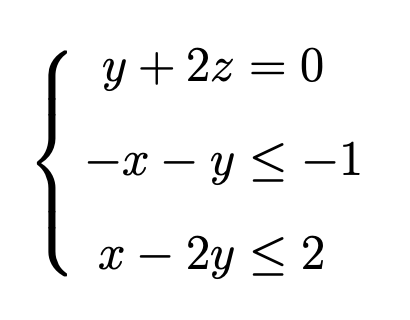 y + 2z = 0
−x − y ≤ −1
x − 2y ≤ 2